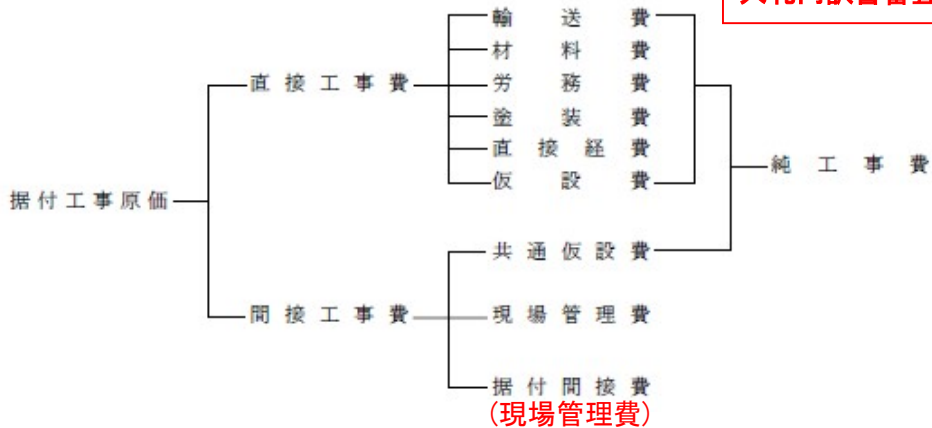 輸送費
材料費
直接工事費
労務費
塗装費
直接経費
純工事費
仮設費
据付工事原価
共通仮設費
間接工事費
現場管理費
据付間接費
(現場管理費)